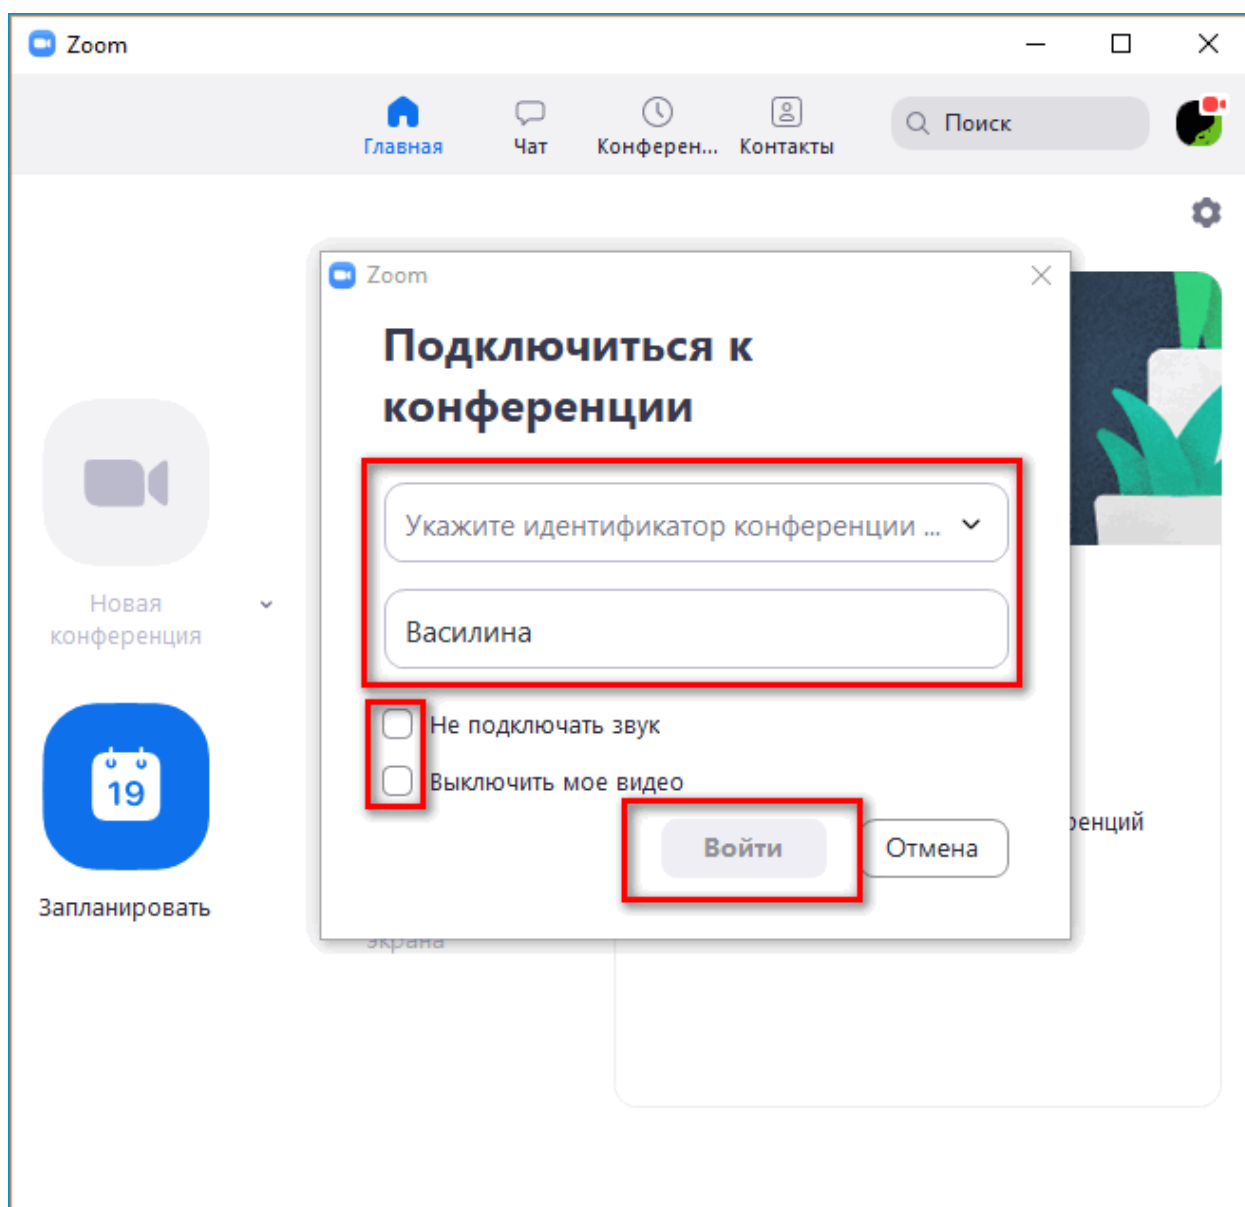 Zoom
Главная
Чат
Конферен...
Контакты
Поиск
Zoom
Подключиться к
конференции
Укажите идентификатор конференции ...
Василина
Не подключать звук
Выключить мое видео
Войти
Отмена
Новая
конференция
19
Запланировать
экрана
ренций